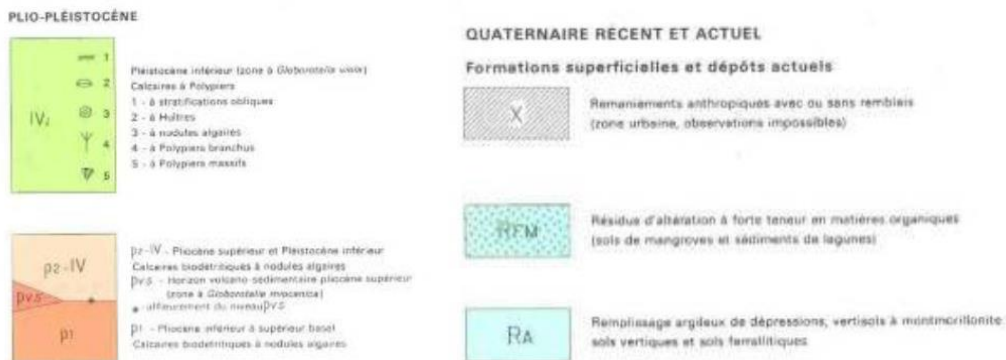 PLIO-PLÉISTOCÈNE
1
2
IV₂
3
4
5
Pléistocène inférieur (zone à Globorotalia viola)
Calcaires à Polypiers
1 - à stratifications obliques
2 - à Huîtres
3 - à nodules algaires
4 - à Polypiers branchus
5 - à Polypiers massifs
p2-IV
pvs
p1
p2-IV - Pliocène supérieur et Pléistocène inférieur
Calcaires biodétritiques à nodules algaires
pvs - Horizon volcano-sédimentaire pliocène supérieur
(zone à Globorotalia miocenica)
* - affleurement du niveau pvs
p1 - Pliocène inférieur à supérieur basal
Calcaires biodétritiques à nodules algaires
QUATERNAIRE RÉCENT ET ACTUEL
Formations superficielles et dépôts actuels
X
Remaniements anthropiques avec ou sans remblais
(zone urbaine, observations impossibles)
RFM
Résidus d'altération à forte teneur en matières organiques
(sols de mangroves et sédiments de lagunes)
RA
Remplissage argileux de dépressions, vertisols à montmorillonite
sols vertiques et sols ferrallitiques